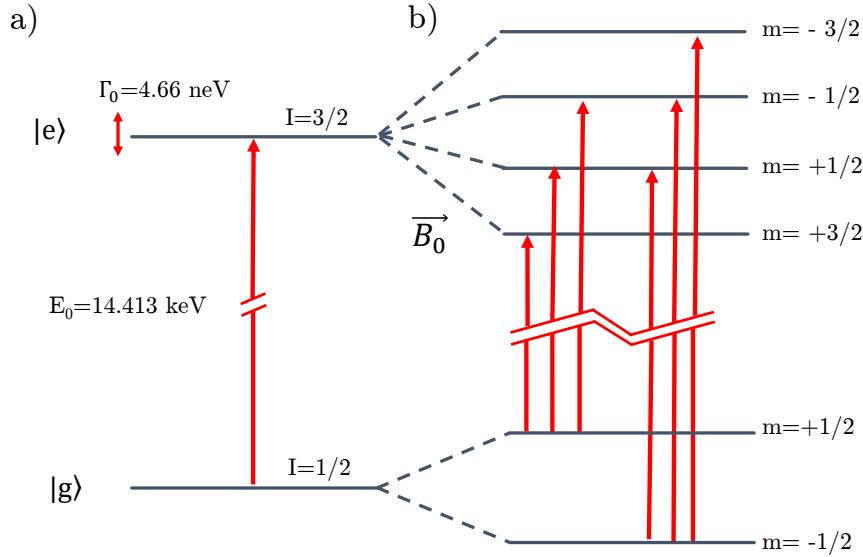 a)
b)
m= - 3/2
Γ₀=4.66 neV
m= - 1/2
|e⟩
I=3/2
m= +1/2
B₀
m= +3/2
E₀=14.413 keV
m=+1/2
I=1/2
|g⟩
m= -1/2